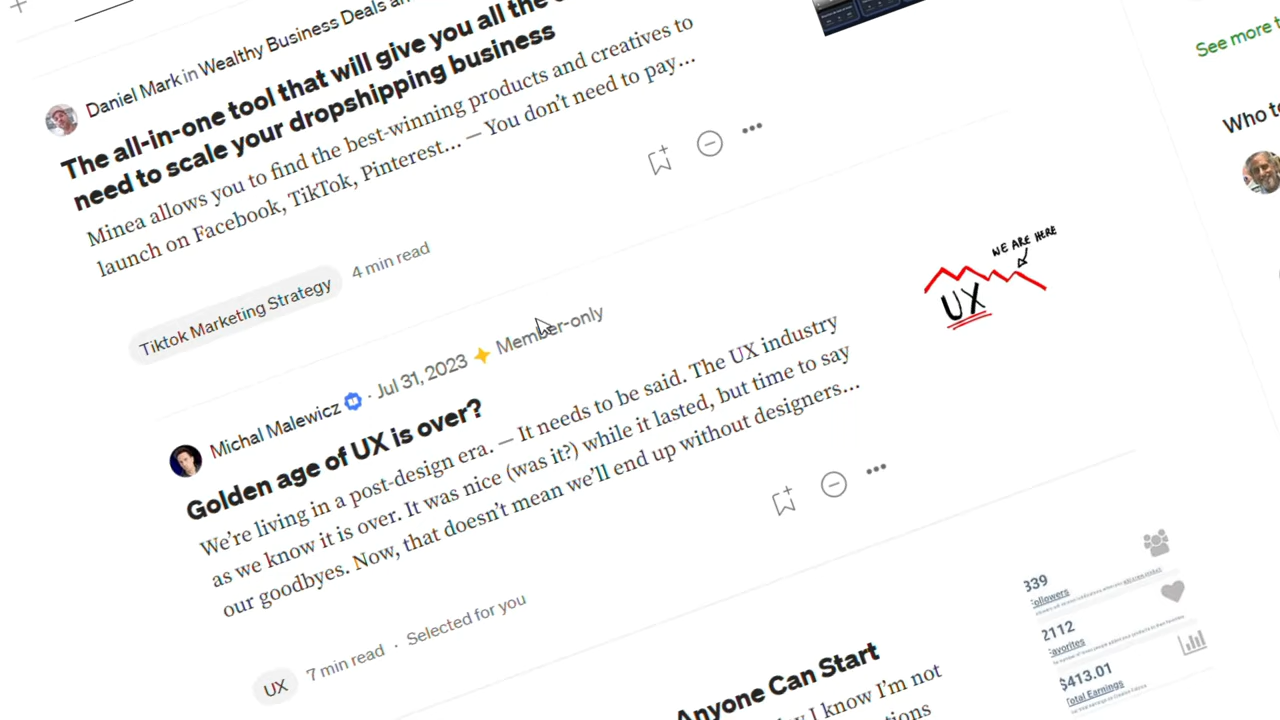 Daniel Mark in Wealthy Business Deals
The all-in-one tool that will give you all the
need to scale your dropshipping business
Minea allows you to find the best-winning products and creatives to
launch on Facebook, TikTok, Pinterest... — You don't need to pay...
Tiktok Marketing Strategy
4 min read
See more
Who
Michal Malewicz · Jul 31, 2023 Member-only
Golden age of UX is over?
We're living in a post-design era. — It needs to be said. The UX industry
as we know it is over. It was nice (was it?) while it lasted, but time to say
our goodbyes. Now, that doesn't mean we'll end up without designers...
UX
7 min read · Selected for you
WE ARE HERE
UX
Anyone Can Start
I know I'm not
339
Followers
2112
Favorites
$413.01
Total Earnings